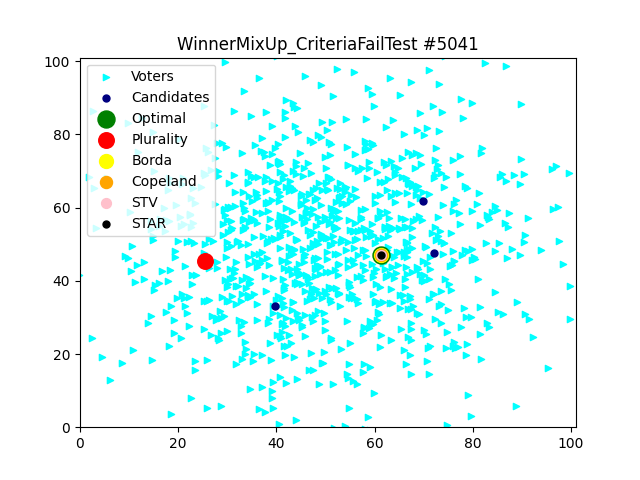 WinnerMixUp_CriteriaFailTest #5041
100
80
60
40
20
0
Voters
Candidates
Optimal
Plurality
Borda
Copeland
STV
STAR
0 20 40 60 80 100